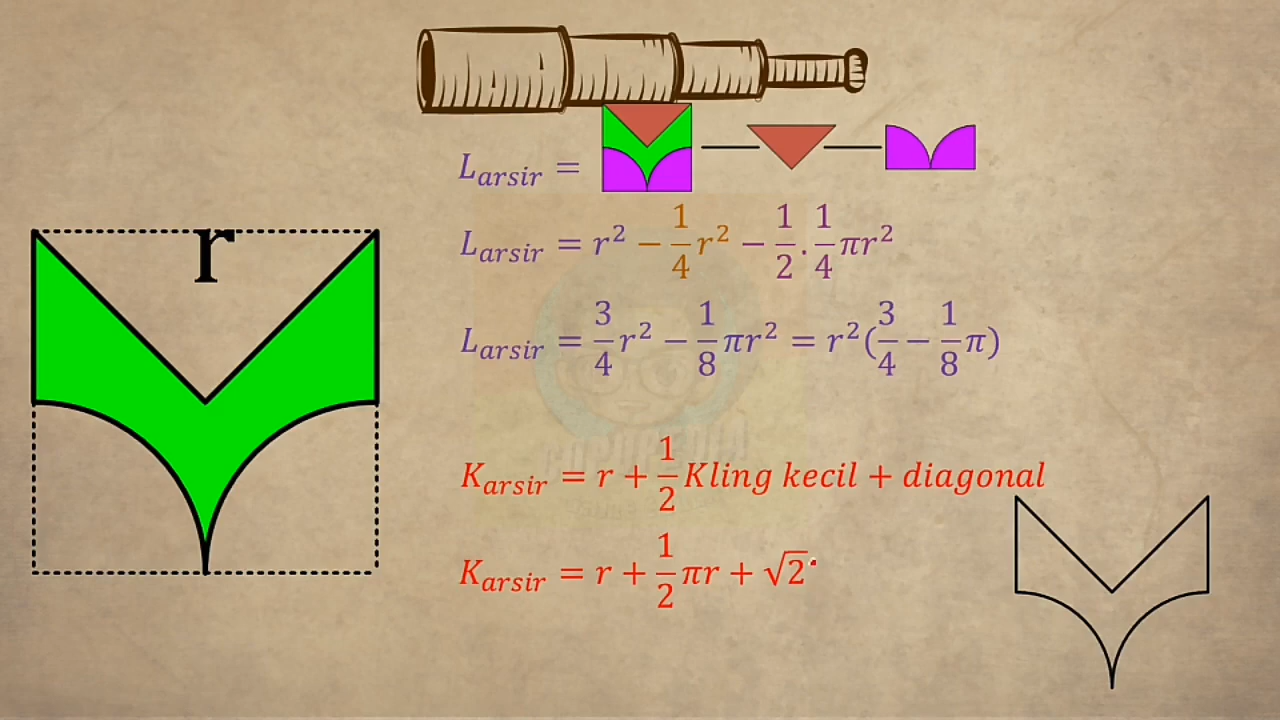 L_arsir = — —
r
L_arsir = r² − 1/4 r² − 1/2 . 1/4 πr²
L_arsir = 3/4 r² − 1/8 πr² = r²(3/4 − 1/8 π)
K_arsir = r + 1/2 Kling kecil + diagonal
K_arsir = r + 1/2 πr + √2